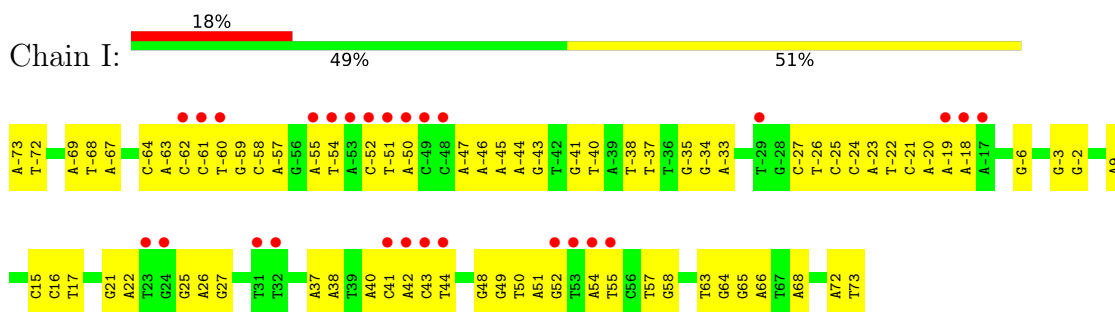 18%
Chain I:
49% 51%
A-73 T-72 A-69 T-68 A-67 C-64 A-63 C-62 C-61 T-60 G-59 C-58 A-57 G-56 A-55 T-54 A-53 C-52 T-51 A-50 C-49 C-48 A-47 A-46 A-45 A-44 G-43 T-42 G-41 T-40 A-39 T-38 T-37 T-36 G-35 G-34 A-33 T-29 G-28 C-27 T-26 C-25 C-24 A-23 T-22 C-21 A-20 A-19 A-18 A-17 G-6 G-3 G-2 A9
C15 C16 T17 G21 A22 T23 G24 G25 A26 G27 T31 T32 A37 A38 T39 A40 C41 A42 C43 T44 G48 G49 T50 A51 G52 T53 A54 T55 C56 T57 G58 T63 G64 G65 A66 T67 A68 A72 T73